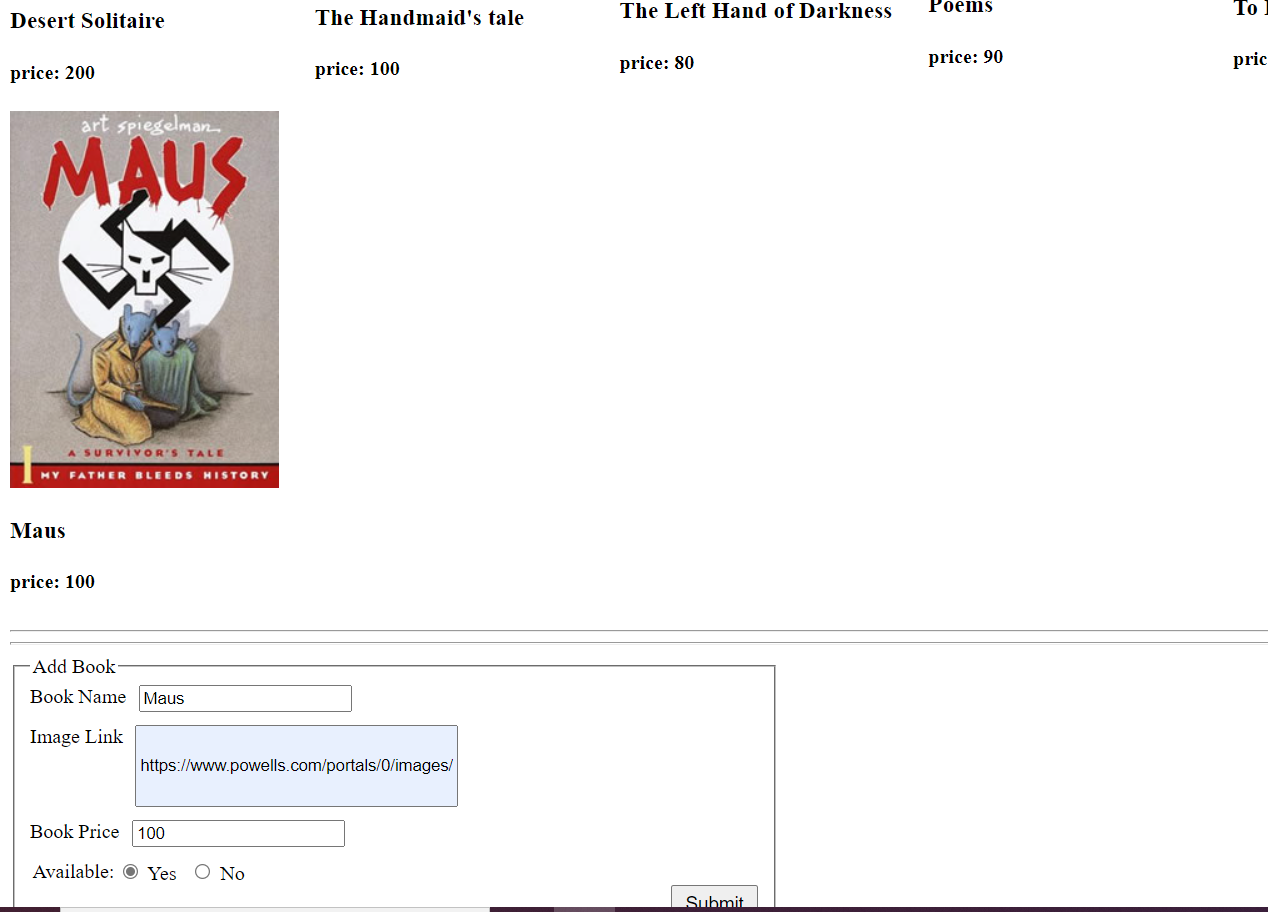 Desert Solitaire
The Handmaid's tale
The Left Hand of Darkness
Poems
To
price: 200
price: 100
price: 80
price: 90
pric
art spiegelman
MAUS
A SURVIVOR'S TALE
I MY FATHER BLEEDS HISTORY
Maus
price: 100
Add Book
Book Name Maus
Image Link https://www.powells.com/portals/0/images/
Book Price 100
Available: Yes No
Submit